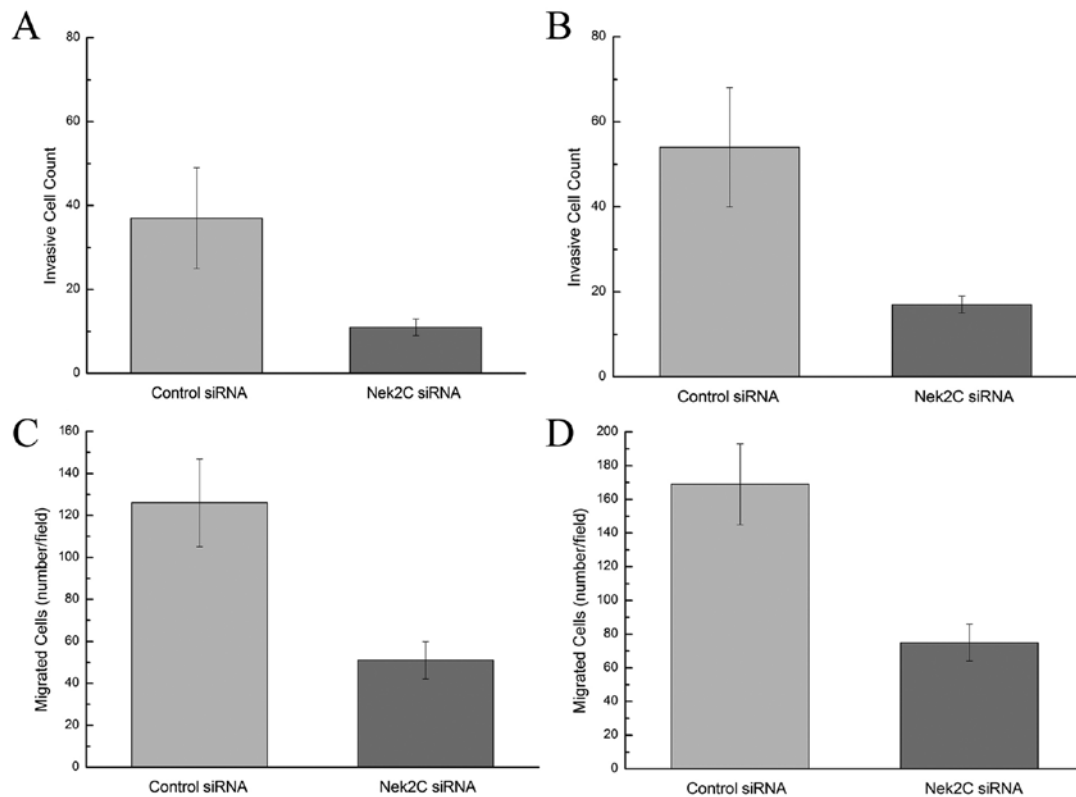 A
80
60
40
20
0
Invasive Cell Count
Control siRNA
Nek2C siRNA
B
80
60
40
20
0
Invasive Cell Count
Control siRNA
Nek2C siRNA
C
160
140
120
100
80
60
40
20
0
Migrated Cells (number/field)
Control siRNA
Nek2C siRNA
D
200
180
160
140
120
100
80
60
40
20
0
Migrated Cells (number/field)
Control siRNA
Nek2C siRNA